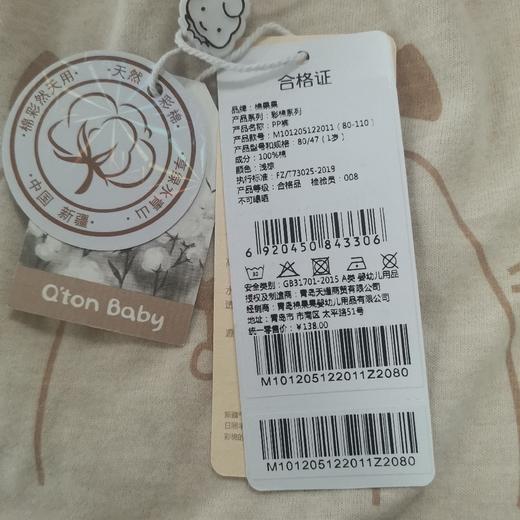 天然彩棉
棉彩然天用
草绿水青山
中国 新疆
Q'ton Baby
合格证
品牌：棉果果
产品系列：彩棉系列
产品名称：PP裤
产品款号：M101205122011(80-110)
产品型号和规格：80/47（1岁）
成分：100%棉
颜色：浅棕
执行标准：FZ/T73025-2019
产品等级：合格品 检验员：008
不可曝晒
6 920450 843306
安全类别：GB31701-2015 A类 婴幼儿用品
授权及制造商：青岛天道商贸有限公司
经销商：青岛棉果果婴幼儿用品有限公司
地址：青岛市 市南区 太平路51号
统一零售价：￥138.00
M101205122011Z2080
M101205122011Z2080